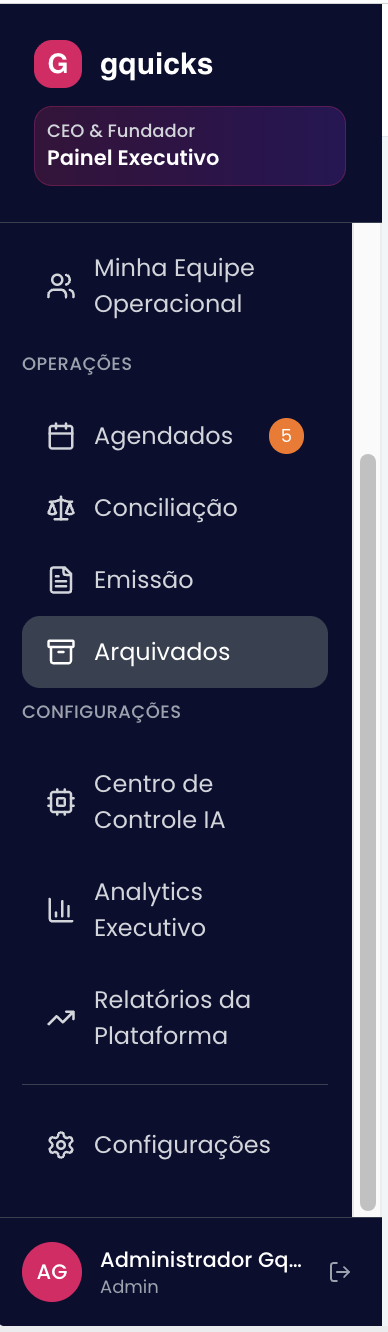 G gquicks
CEO & Fundador
Painel Executivo
Minha Equipe
Operacional
OPERAÇÕES
Agendados 5
Conciliação
Emissão
Arquivados
CONFIGURAÇÕES
Centro de
Controle IA
Analytics
Executivo
Relatórios da
Plataforma
Configurações
AG
Administrador Gq...
Admin